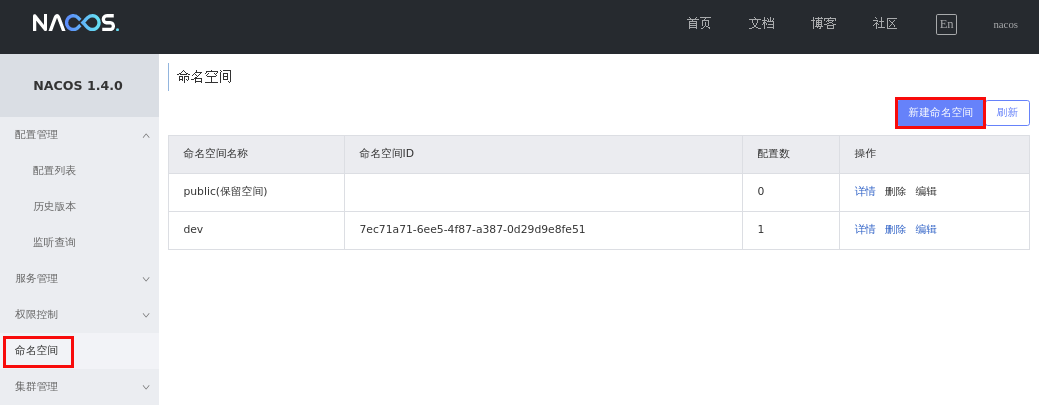 NACOS.
首页 文档 博客 社区 En nacos
NACOS 1.4.0
配置管理
配置列表
历史版本
监听查询
服务管理
权限控制
命名空间
集群管理
命名空间
新建命名空间 刷新
命名空间名称 命名空间ID 配置数 操作
public(保留空间) 0 详情 删除 编辑
dev 7ec71a71-6ee5-4f87-a387-0d29d9e8fe51 1 详情 删除 编辑